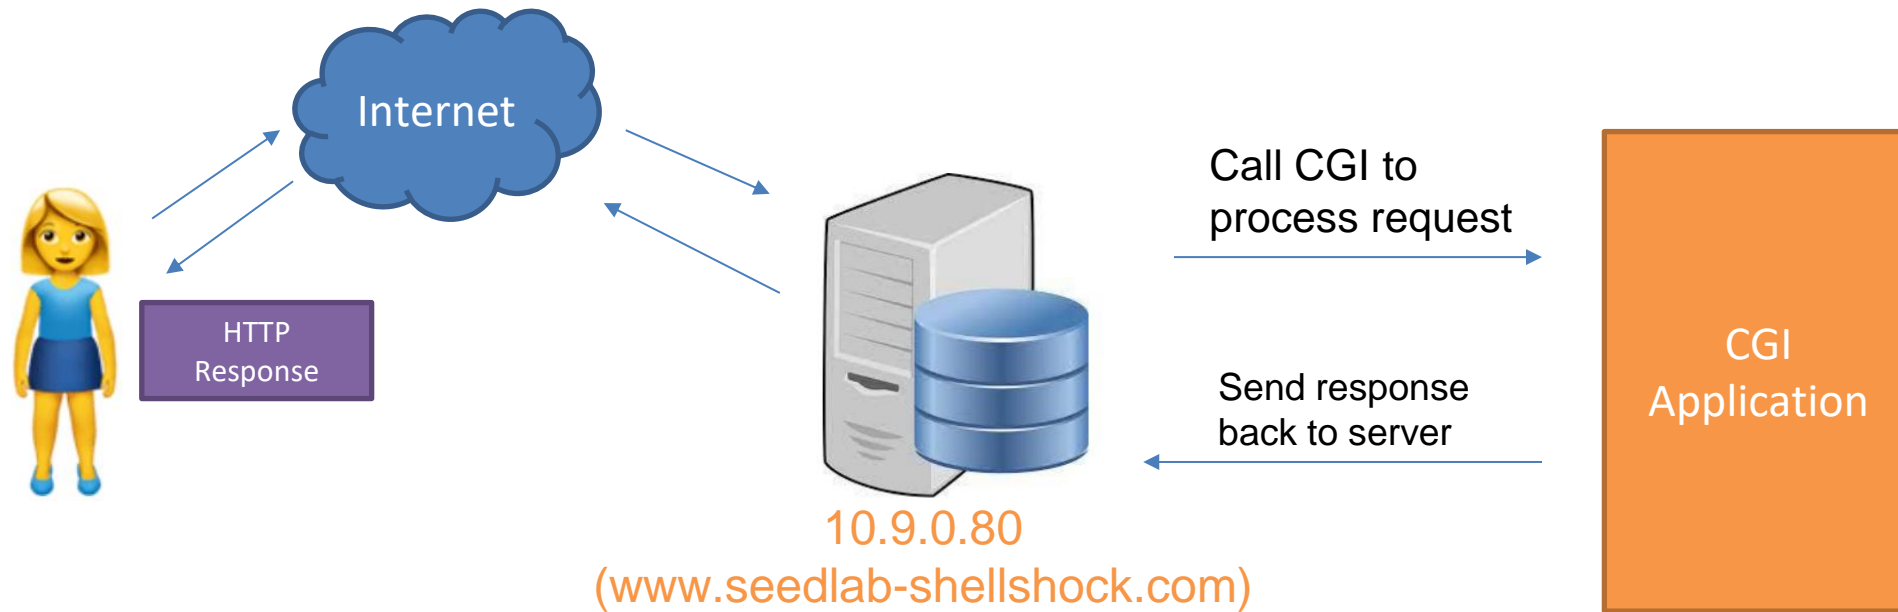 Internet
HTTP
Response
Call CGI to
process request
Send response
back to server
CGI
Application
10.9.0.80
(www.seedlab-shellshock.com)